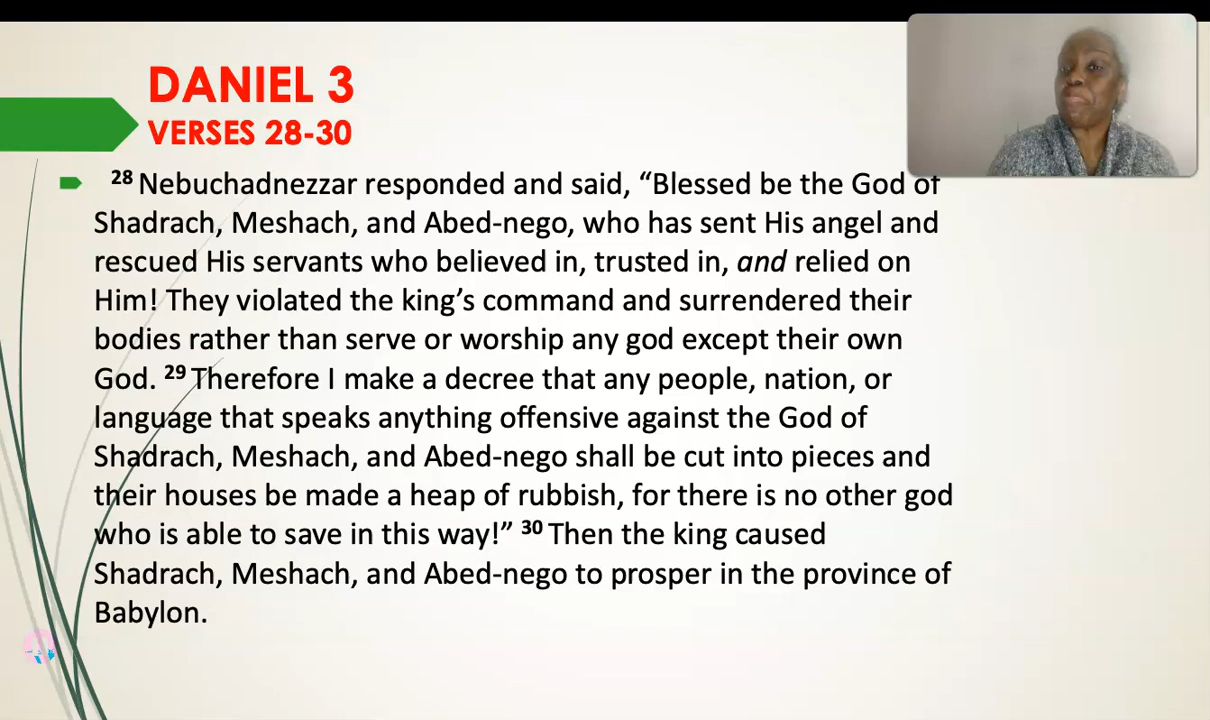 DANIEL 3
VERSES 28-30
28 Nebuchadnezzar responded and said, “Blessed be the God of
Shadrach, Meshach, and Abed-nego, who has sent His angel and
rescued His servants who believed in, trusted in, and relied on
Him! They violated the king’s command and surrendered their
bodies rather than serve or worship any god except their own
God. 29 Therefore I make a decree that any people, nation, or
language that speaks anything offensive against the God of
Shadrach, Meshach, and Abed-nego shall be cut into pieces and
their houses be made a heap of rubbish, for there is no other god
who is able to save in this way!” 30 Then the king caused
Shadrach, Meshach, and Abed-nego to prosper in the province of
Babylon.